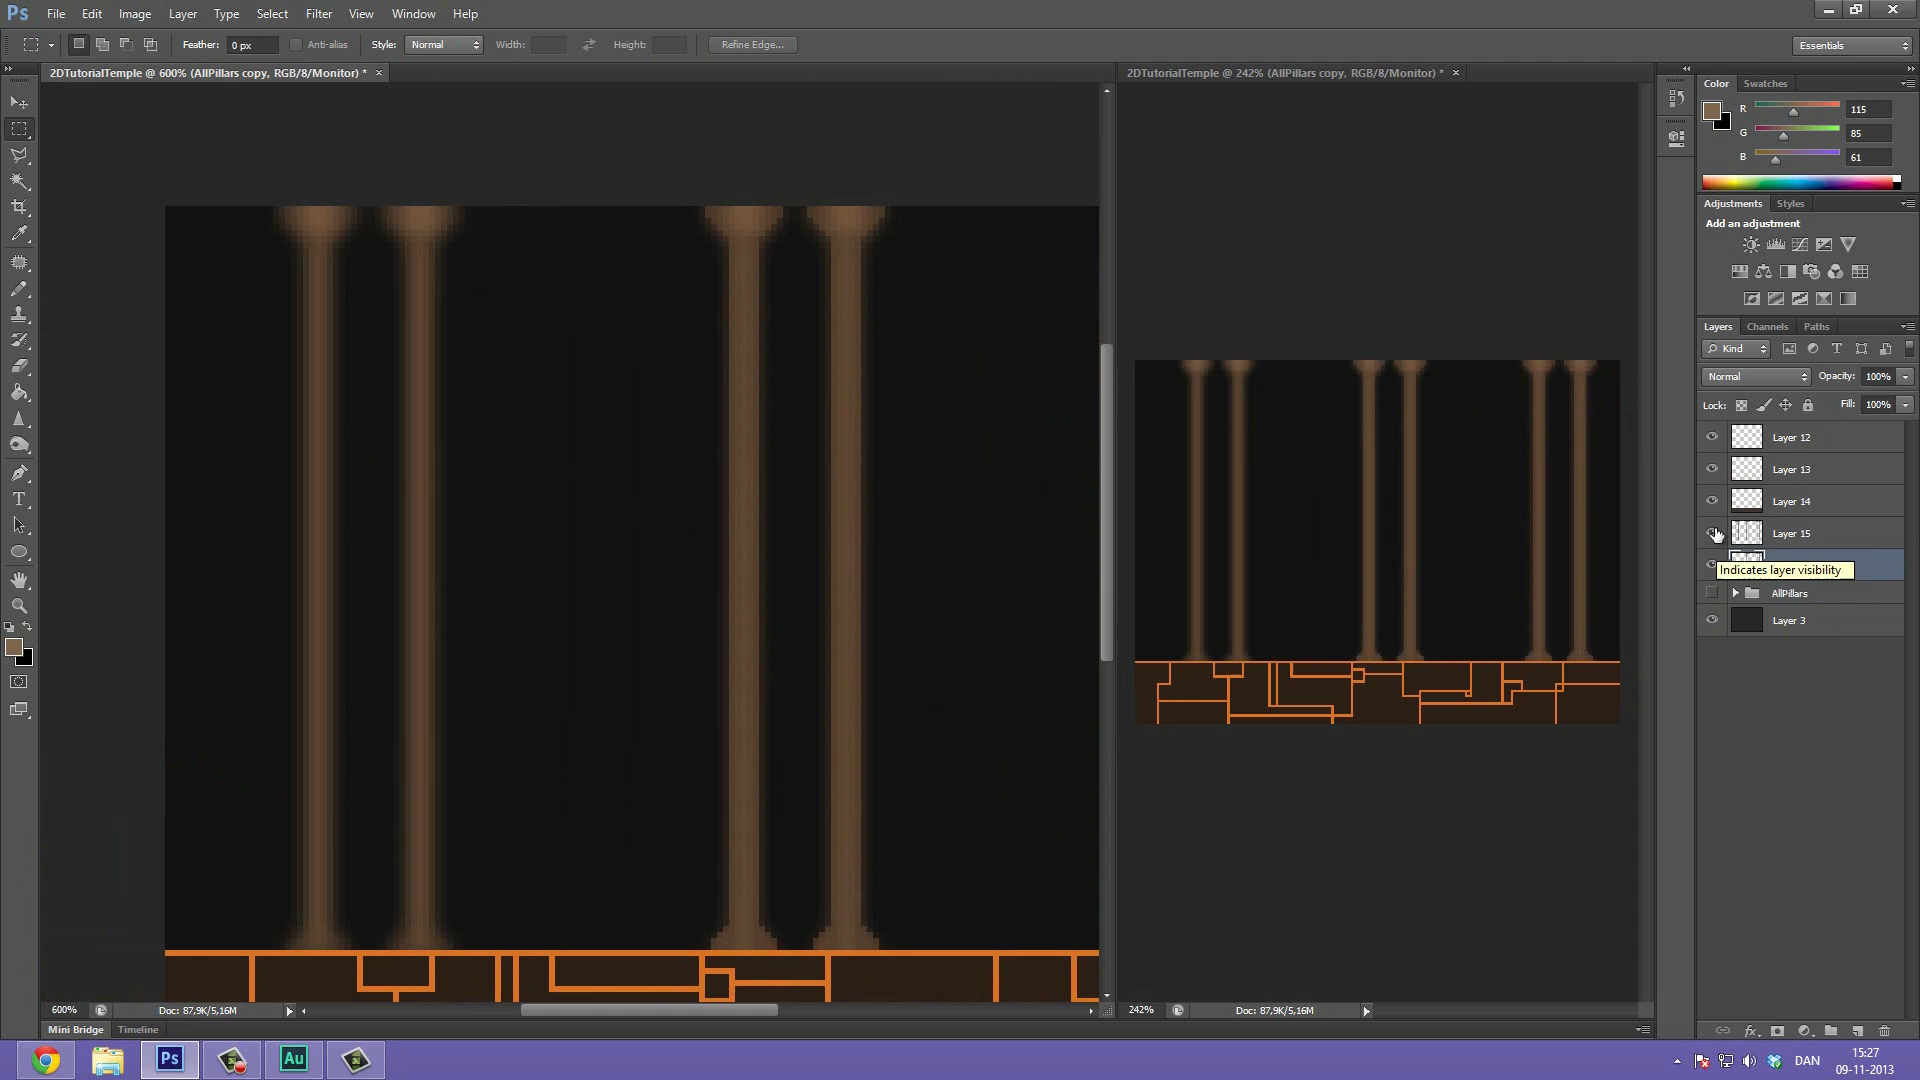 Ps File Edit Image Layer Type Select Filter Analysis View Window Help
Feather: 0 px Anti-alias Style: Normal Width: Height: Refine Edge... Essentials
2DTutorialTemple @ 600% (AllPillars copy, RGB/8/Monitor) * ×
2DTutorialTemple @ 242% (AllPillars copy, RGB/8/Monitor) * ×
Color Swatches
R 115
G 85
B 61
Adjustments Styles
Add an adjustment
Layers Channels Paths
Kind
Normal Opacity: 100%
Lock: Fill: 100%
Layer 12
Layer 13
Layer 14
Layer 15
Indicates layer visibility
AllPillars
Layer 3
600% Doc: 87,9K/5,16M
242% Doc: 87,9K/5,16M
Mini Bridge Timeline
Ps Au DAN 15:27
09-11-2013